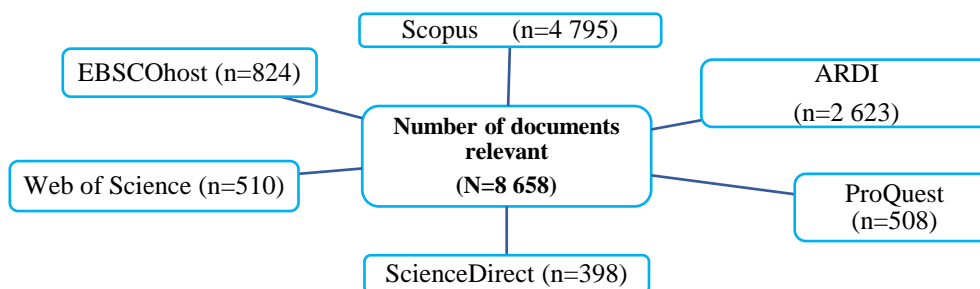 Scopus (n=4 795)
EBSCOhost (n=824)
ARDI
(n=2 623)
Number of documents
relevant
(N=8 658)
Web of Science (n=510)
ProQuest
(n=508)
ScienceDirect (n=398)